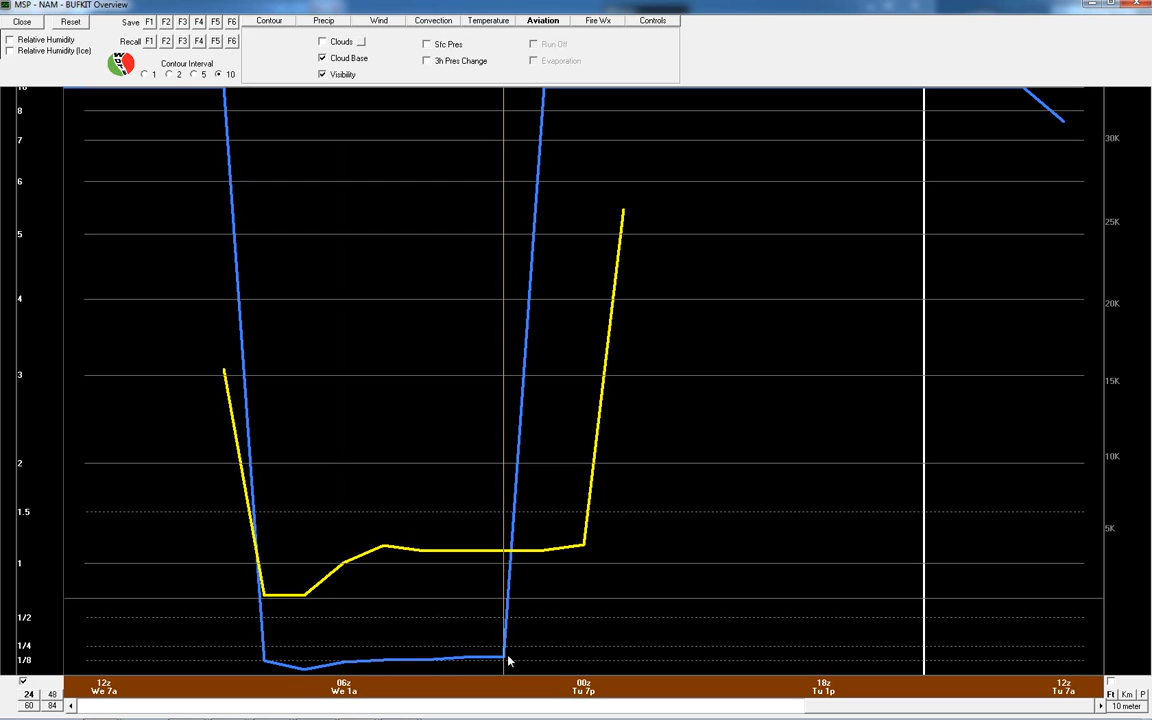 MSP - NAM - BUFKIT Overview
Close Reset Save F1 F2 F3 F4 F5 F6
Recall F1 F2 F3 F4 F5 F6
Relative Humidity
Relative Humidity (Ice)
Contour Interval
1 2 5 10
Contour Precip Wind Convection Temperature Aviation Fire Wx Controls
Clouds Sfc Pres Run Off
Cloud Base 3h Pres Change Evaporation
Visibility
10
8
7
6
5
4
3
2
1.5
1
1/2
1/4
1/8
30K
25K
20K
15K
10K
5K
12z 06z 00z 18z 12z
We 7a We 1a Tu 7p Tu 1p Tu 7a
24 48
60 84
Ft Km P
10 meter